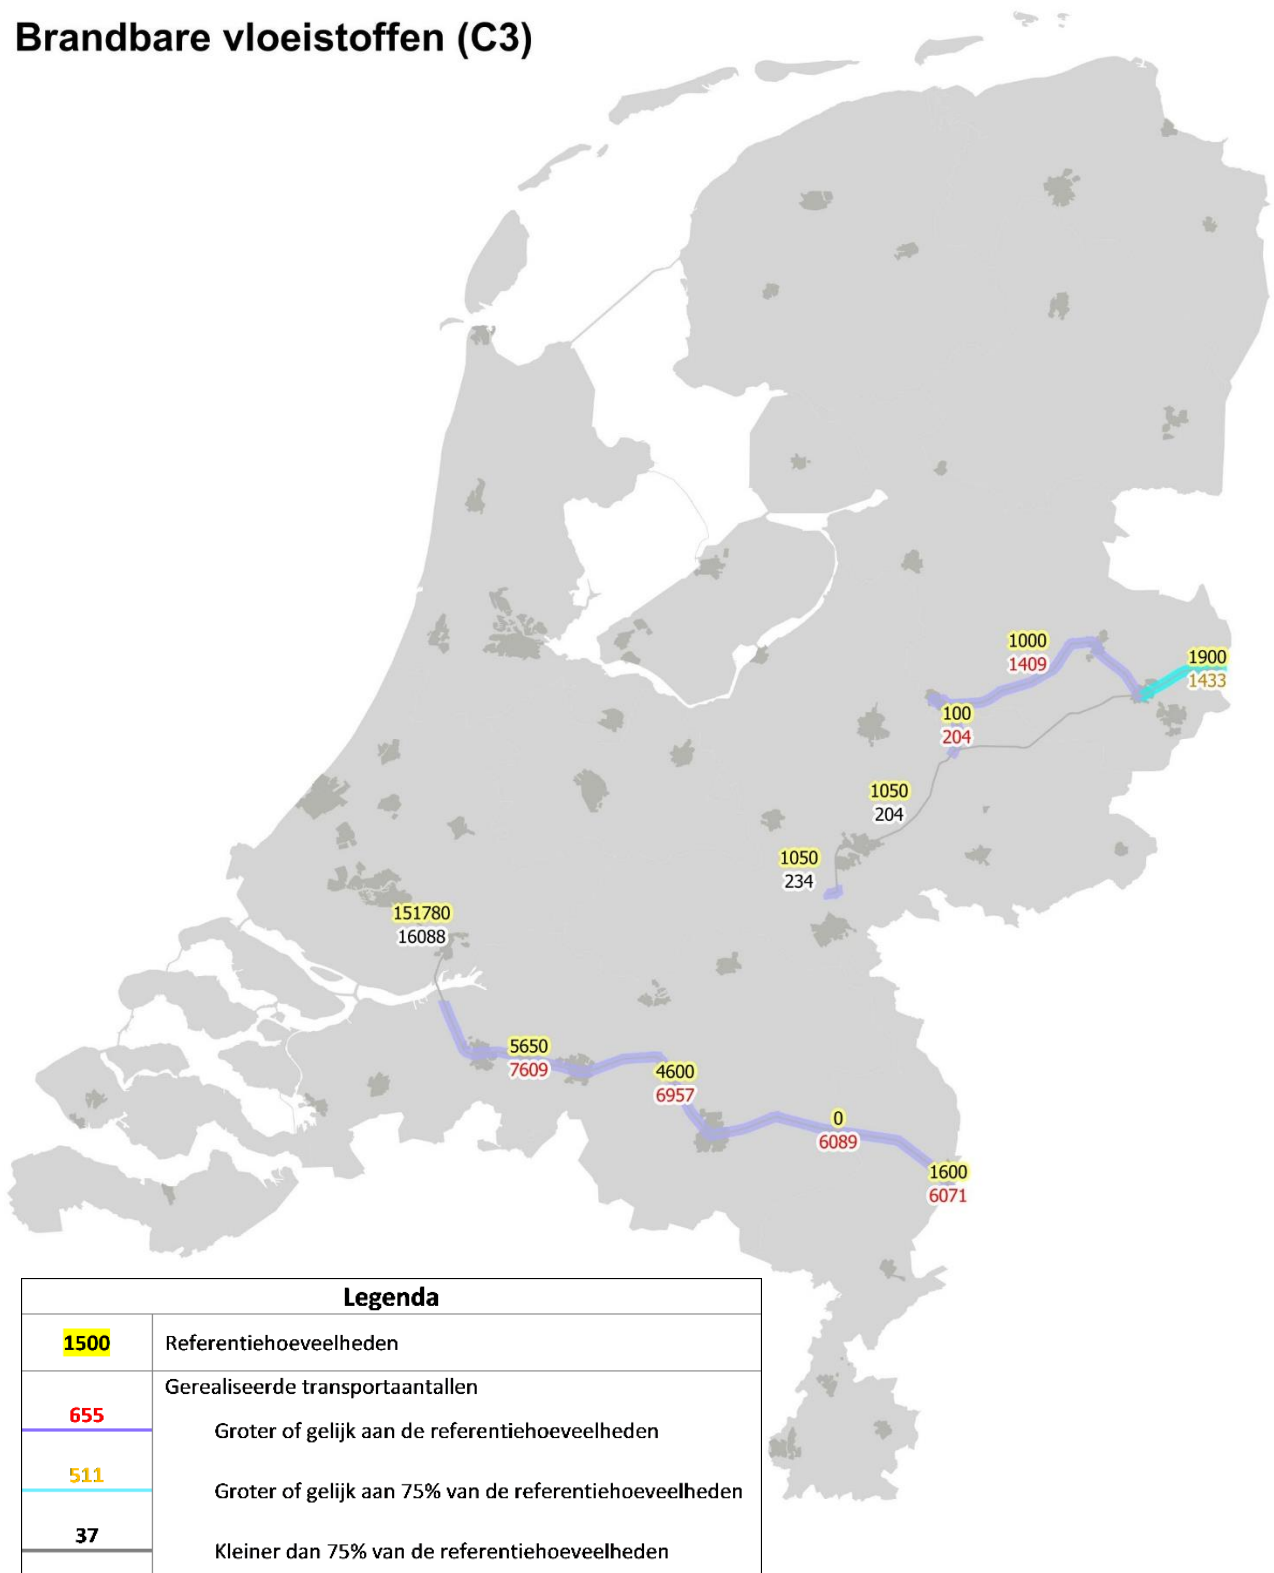 Brandbare vloeistoffen (C3)
1000
1409
1900
1433
100
204
1050
204
1050
234
151780
16088
5650
7609
4600
6957
0
6089
1600
6071
Legenda
1500 Referentiehoeveelheden
Gerealiseerde transportaantallen
655 Groter of gelijk aan de referentiehoeveelheden
511 Groter of gelijk aan 75% van de referentiehoeveelheden
37 Kleiner dan 75% van de referentiehoeveelheden